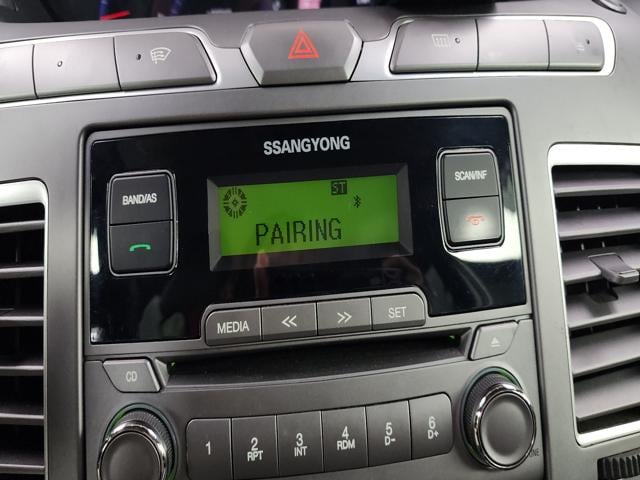 SSANGYONG
BAND/AS
ST
SCAN/INF
PAIRING
MEDIA
SET
CD
1
2 RPT
3 INT
4 RDM
5 D-
6 D+